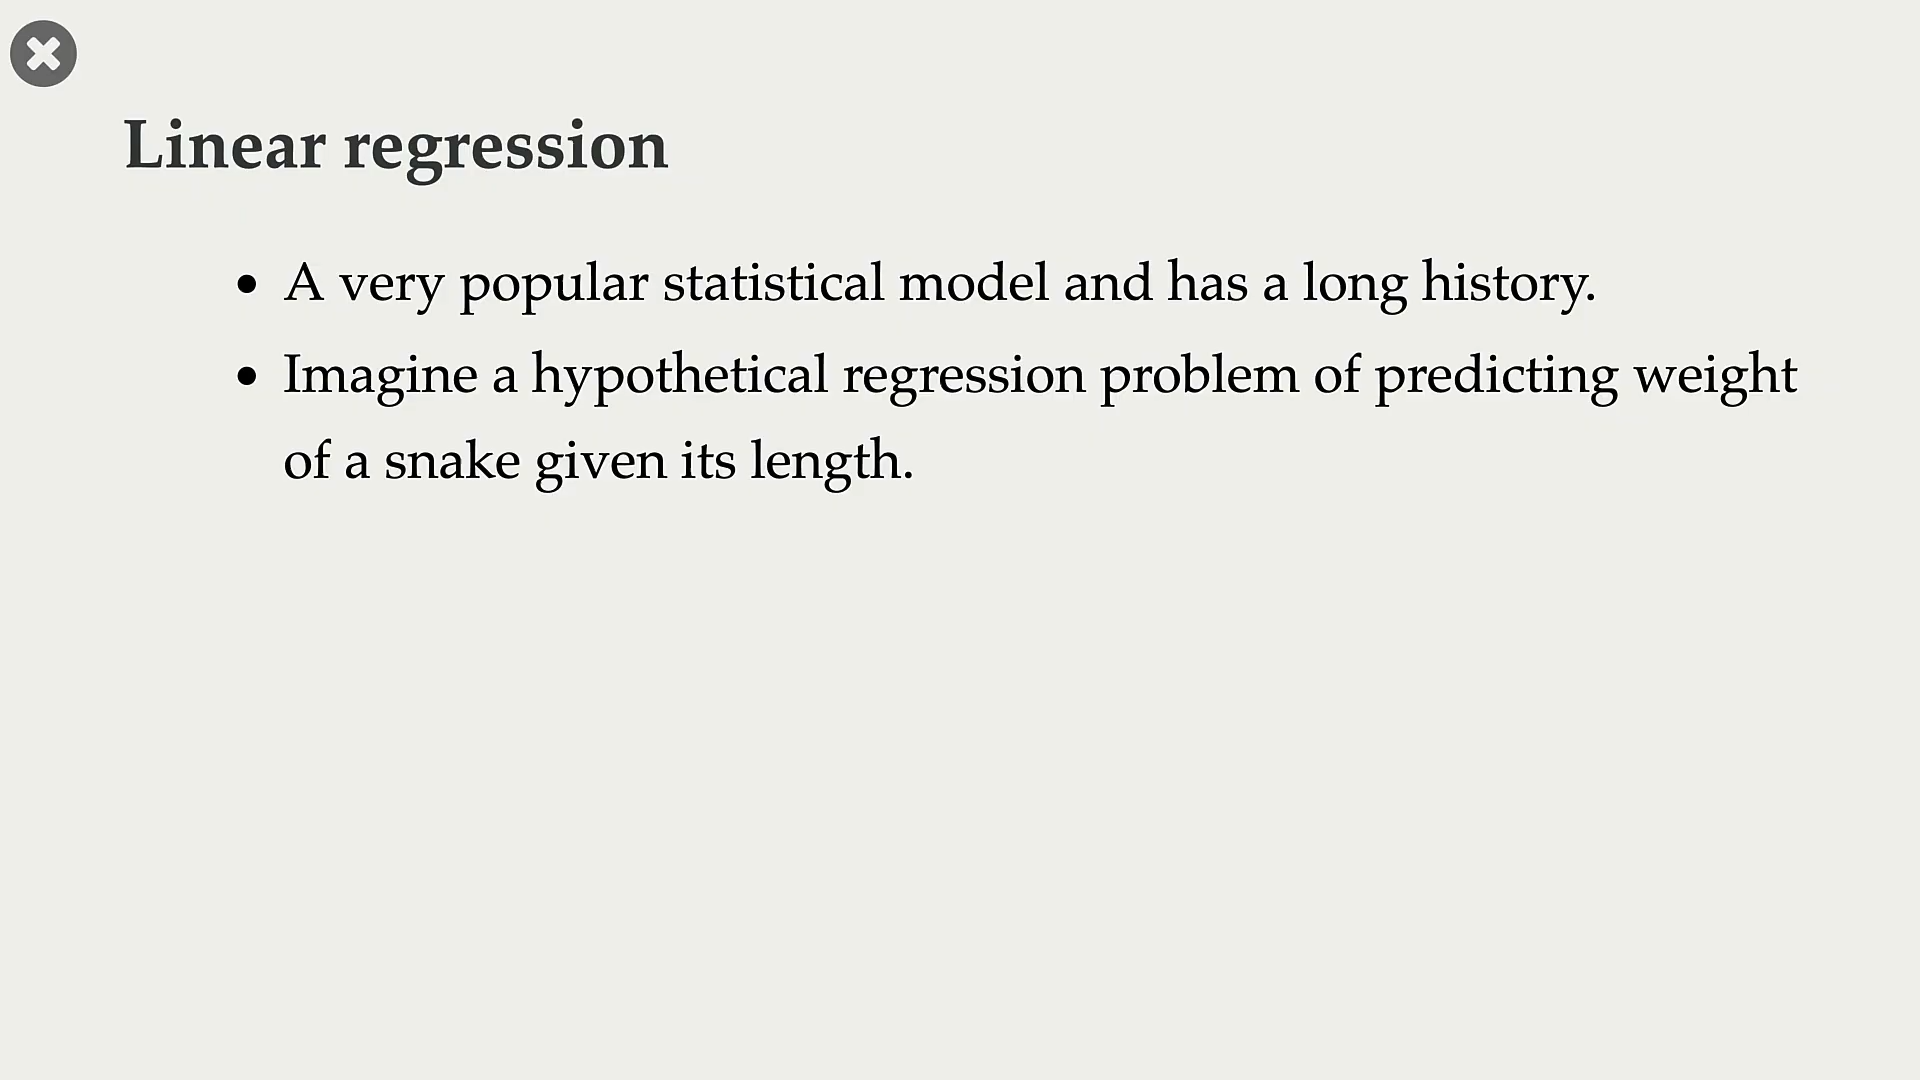 Linear regression
• A very popular statistical model and has a long history.
• Imagine a hypothetical regression problem of predicting weight
of a snake given its length.